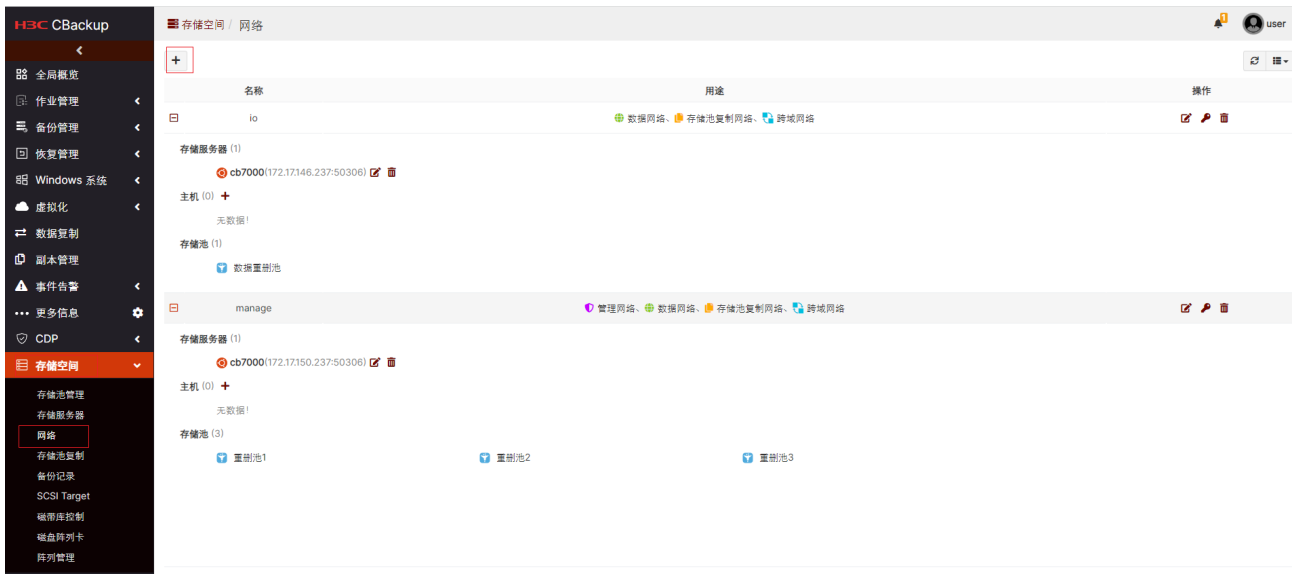 H3C CBackup
存储空间 / 网络
1
user
全局概览
作业管理
备份管理
恢复管理
Windows 系统
虚拟化
数据复制
副本管理
事件告警
更多信息
CDP
存储空间
存储池管理
存储服务器
网络
存储池复制
备份记录
SCSI Target
磁带库控制
磁盘阵列卡
阵列管理
名称 用途 操作
io 数据网络、存储池复制网络、跨域网络
存储服务器 (1)
cb7000(172.17.146.237:50306)
主机 (0)
无数据!
存储池 (1)
数据重删池
manage 管理网络、数据网络、存储池复制网络、跨域网络
存储服务器 (1)
cb7000(172.17.150.237:50306)
主机 (0)
无数据!
存储池 (3)
重删池1 重删池2 重删池3